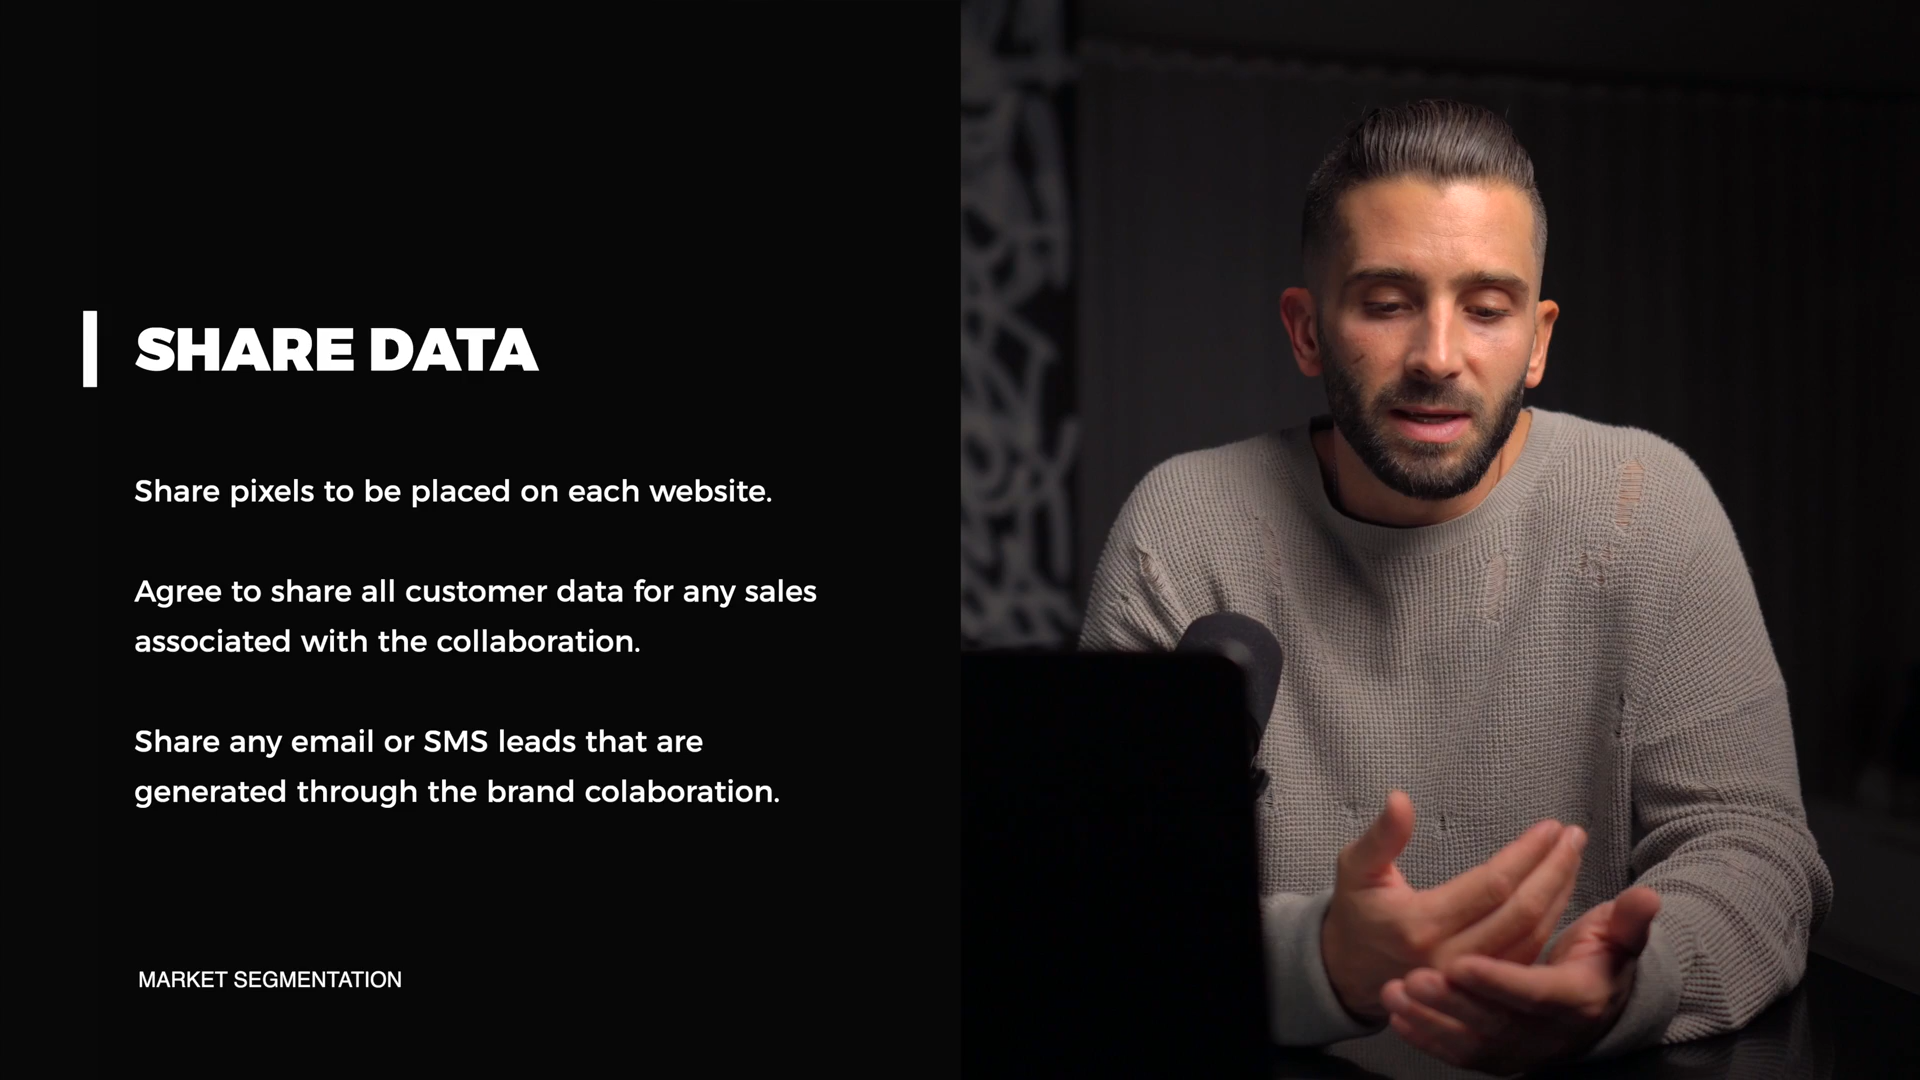 SHARE DATA
Share pixels to be placed on each website.
Agree to share all customer data for any sales
associated with the collaboration.
Share any email or SMS leads that are
generated through the brand colaboration.
MARKET SEGMENTATION